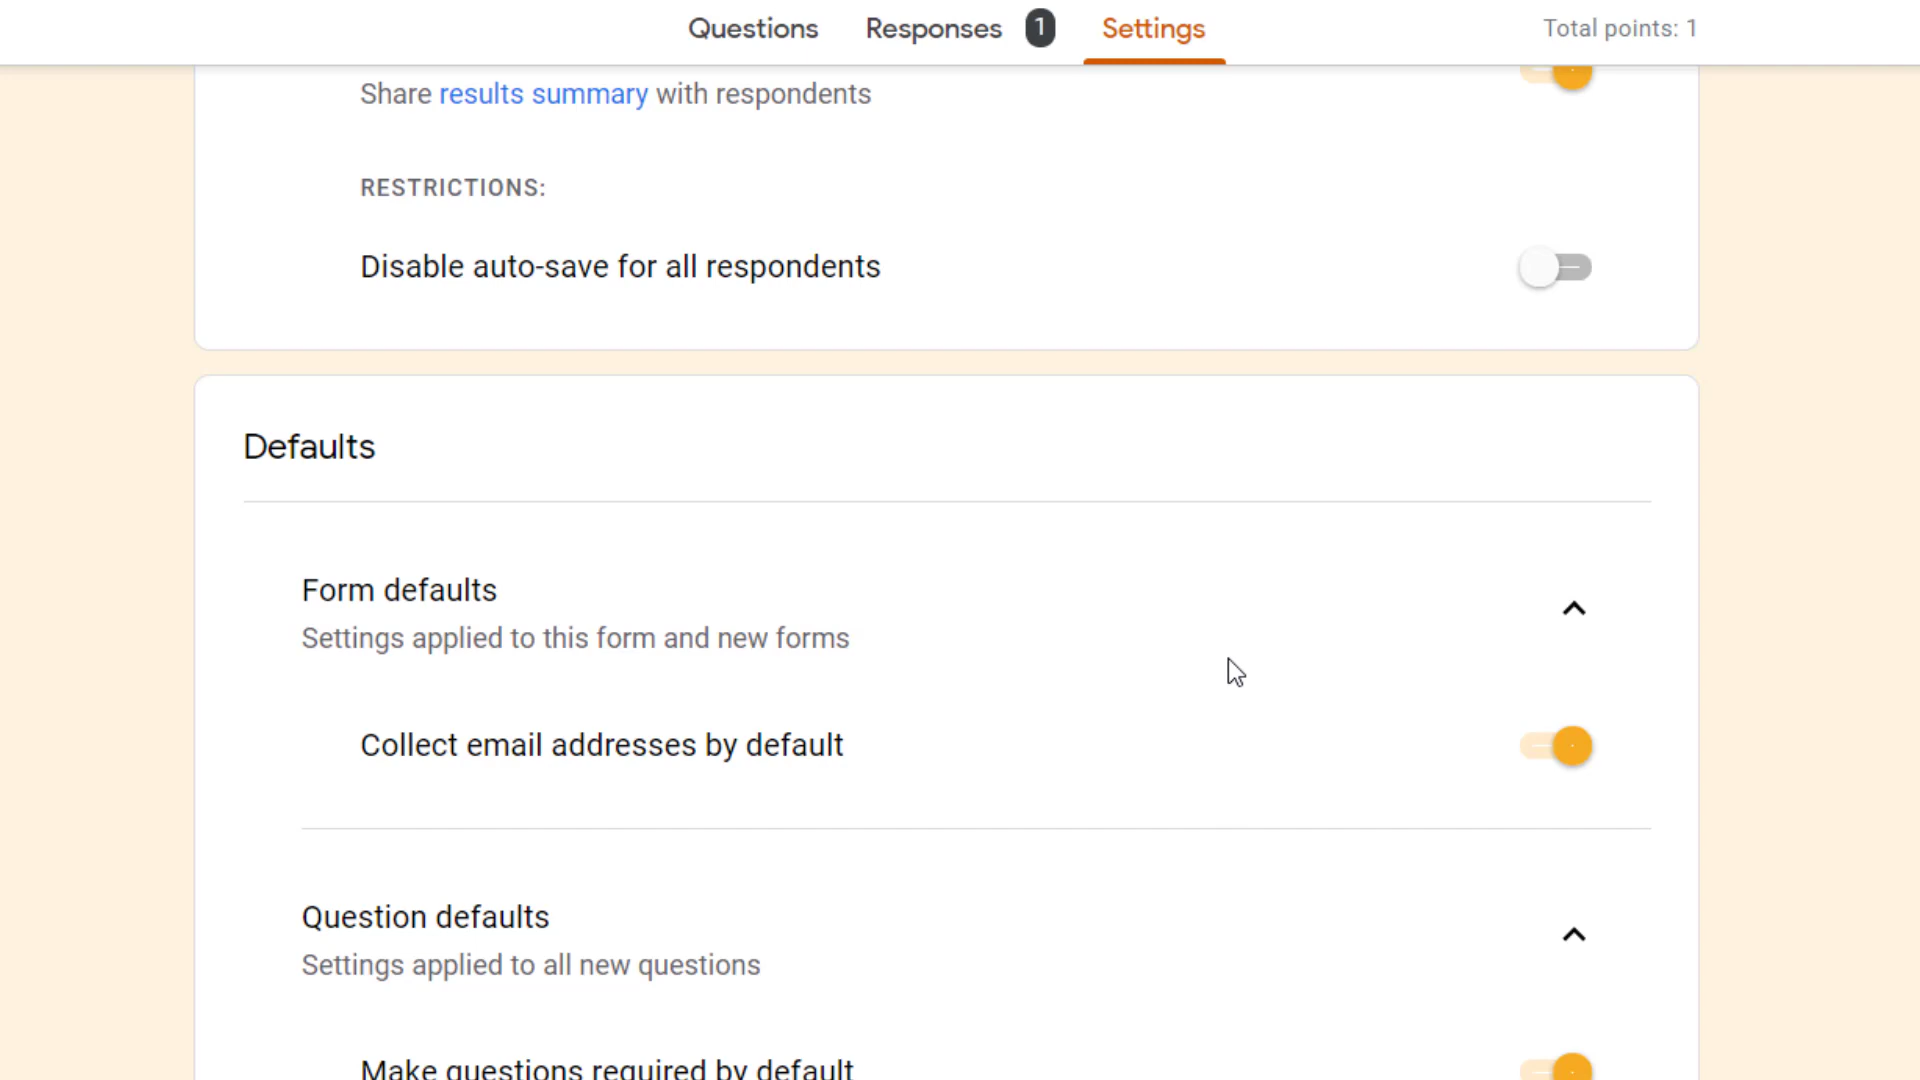 Questions
Responses 1
Settings
Total points: 1
Share results summary with respondents
RESTRICTIONS:
Disable auto-save for all respondents
Defaults
Form defaults
Settings applied to this form and new forms
Collect email addresses by default
Question defaults
Settings applied to all new questions
Make questions required by default